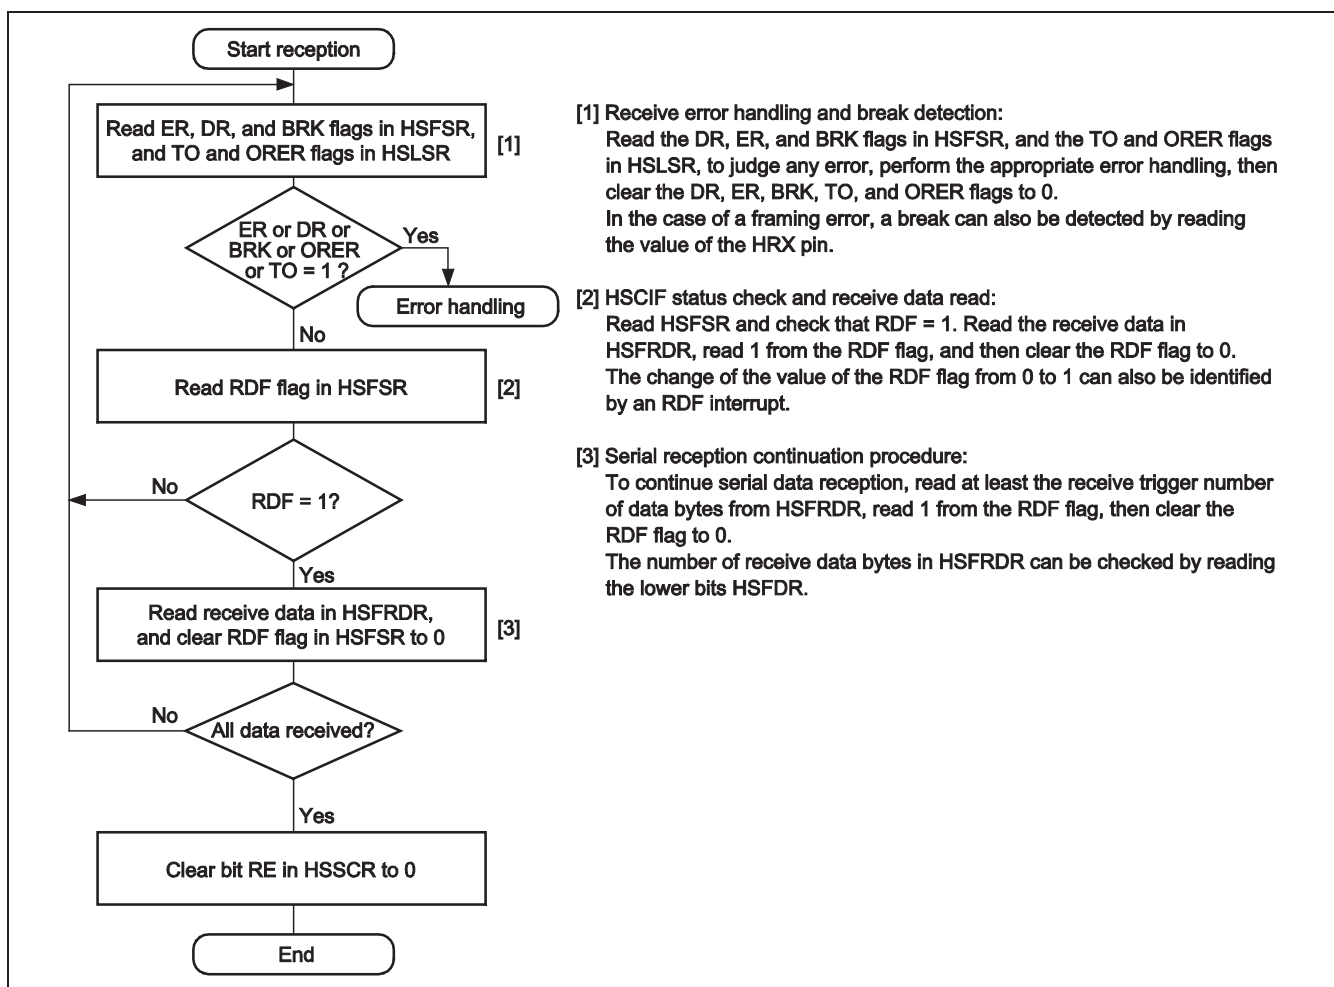 Start reception
Read ER, DR, and BRK flags in HSFSR,
and TO and ORER flags in HSLSR
[1]
ER or DR or
BRK or ORER
or TO = 1 ?
Yes
Error handling
No
Read RDF flag in HSFSR
[2]
RDF = 1?
No
Yes
Read receive data in HSFRDR,
and clear RDF flag in HSFSR to 0
[3]
All data received?
No
Yes
Clear bit RE in HSSCR to 0
End
[1] Receive error handling and break detection:
Read the DR, ER, and BRK flags in HSFSR, and the TO and ORER flags
in HSLSR, to judge any error, perform the appropriate error handling, then
clear the DR, ER, BRK, TO, and ORER flags to 0.
In the case of a framing error, a break can also be detected by reading
the value of the HRX pin.
[2] HSCIF status check and receive data read:
Read HSFSR and check that RDF = 1. Read the receive data in
HSFRDR, read 1 from the RDF flag, and then clear the RDF flag to 0.
The change of the value of the RDF flag from 0 to 1 can also be identified
by an RDF interrupt.
[3] Serial reception continuation procedure:
To continue serial data reception, read at least the receive trigger number
of data bytes from HSFRDR, read 1 from the RDF flag, then clear the
RDF flag to 0.
The number of receive data bytes in HSFRDR can be checked by reading
the lower bits HSFDR.